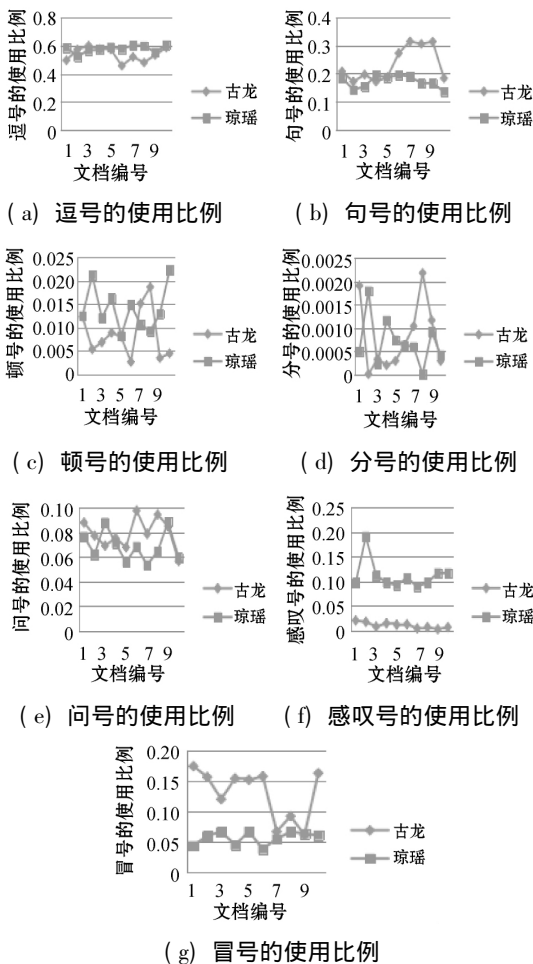 逗号的使用比例
0.8
0.6
0.4
0.2
0
1 3 5 7 9
文档编号
古龙
琼瑶
( a) 逗号的使用比例
句号的使用比例
0.4
0.3
0.2
0.1
0
1 3 5 7 9
文档编号
古龙
琼瑶
( b) 句号的使用比例
顿号的使用比例
0.025
0.020
0.015
0.010
0.005
0
1 3 5 7 9
文档编号
古龙
琼瑶
( c) 顿号的使用比例
分号的使用比例
0.0025
0.0020
0.0015
0.0010
0.0005
0
1 3 5 7 9
文档编号
古龙
琼瑶
( d) 分号的使用比例
问号的使用比例
0.10
0.08
0.06
0.04
0.02
0
1 3 5 7 9
文档编号
古龙
琼瑶
( e) 问号的使用比例
感叹号的使用比例
0.25
0.20
0.15
0.10
0.05
0
1 3 5 7 9
文档编号
古龙
琼瑶
( f) 感叹号的使用比例
冒号的使用比例
0.20
0.15
0.10
0.05
0
1 3 5 7 9
文档编号
古龙
琼瑶
( g) 冒号的使用比例